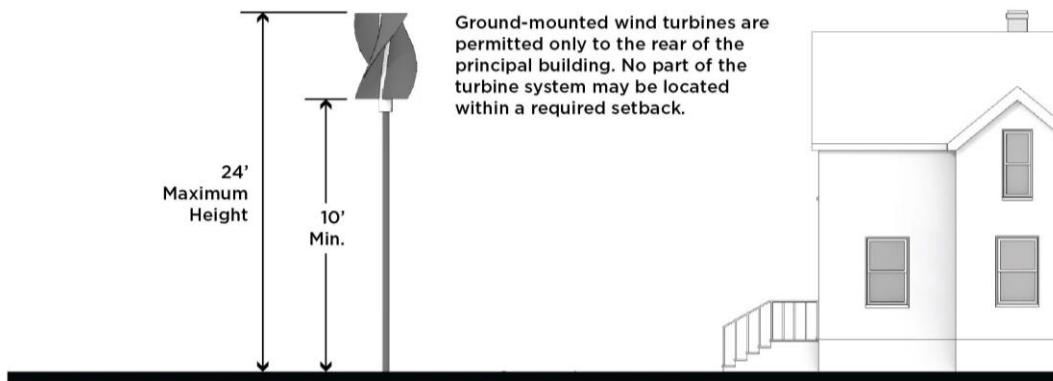 Ground-mounted wind turbines are
permitted only to the rear of the
principal building. No part of the
turbine system may be located
within a required setback.
24’
Maximum
Height
10’
Min.